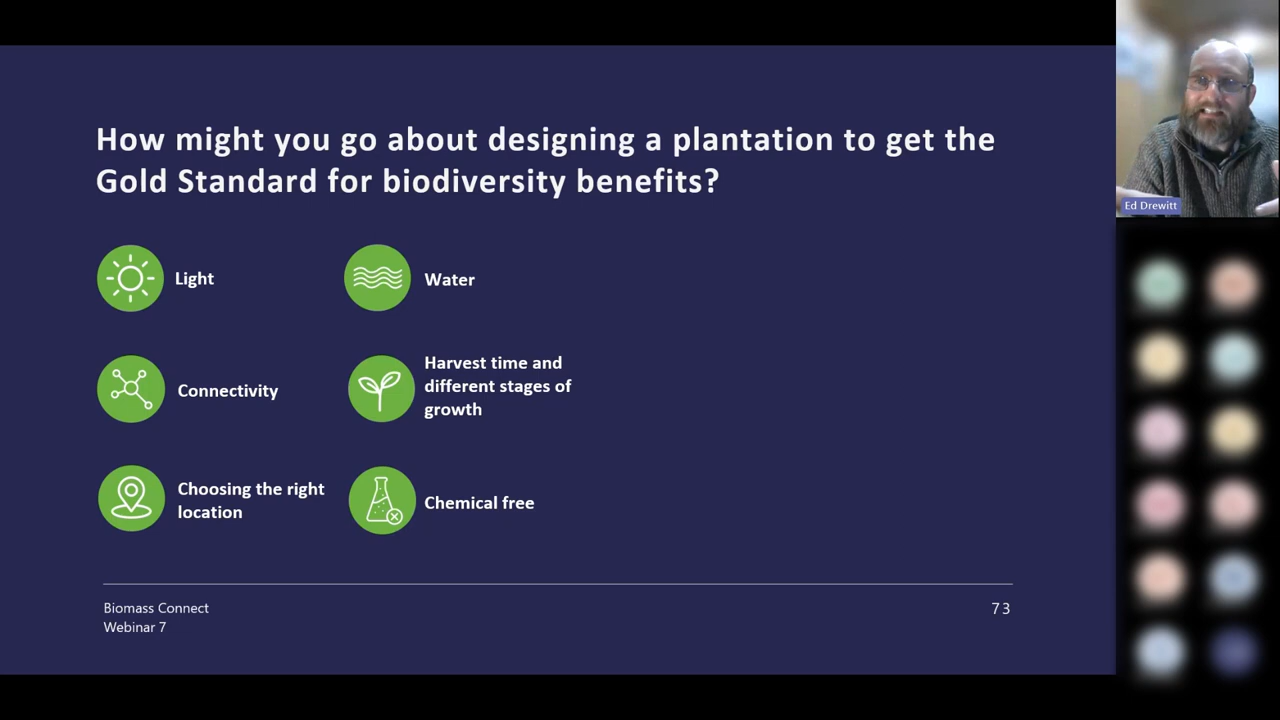 How might you go about designing a plantation to get the
Gold Standard for biodiversity benefits?
Light
Water
Connectivity
Harvest time and
different stages of
growth
Choosing the right
location
Chemical free
Biomass Connect
Webinar 7
73
Ed Drewitt